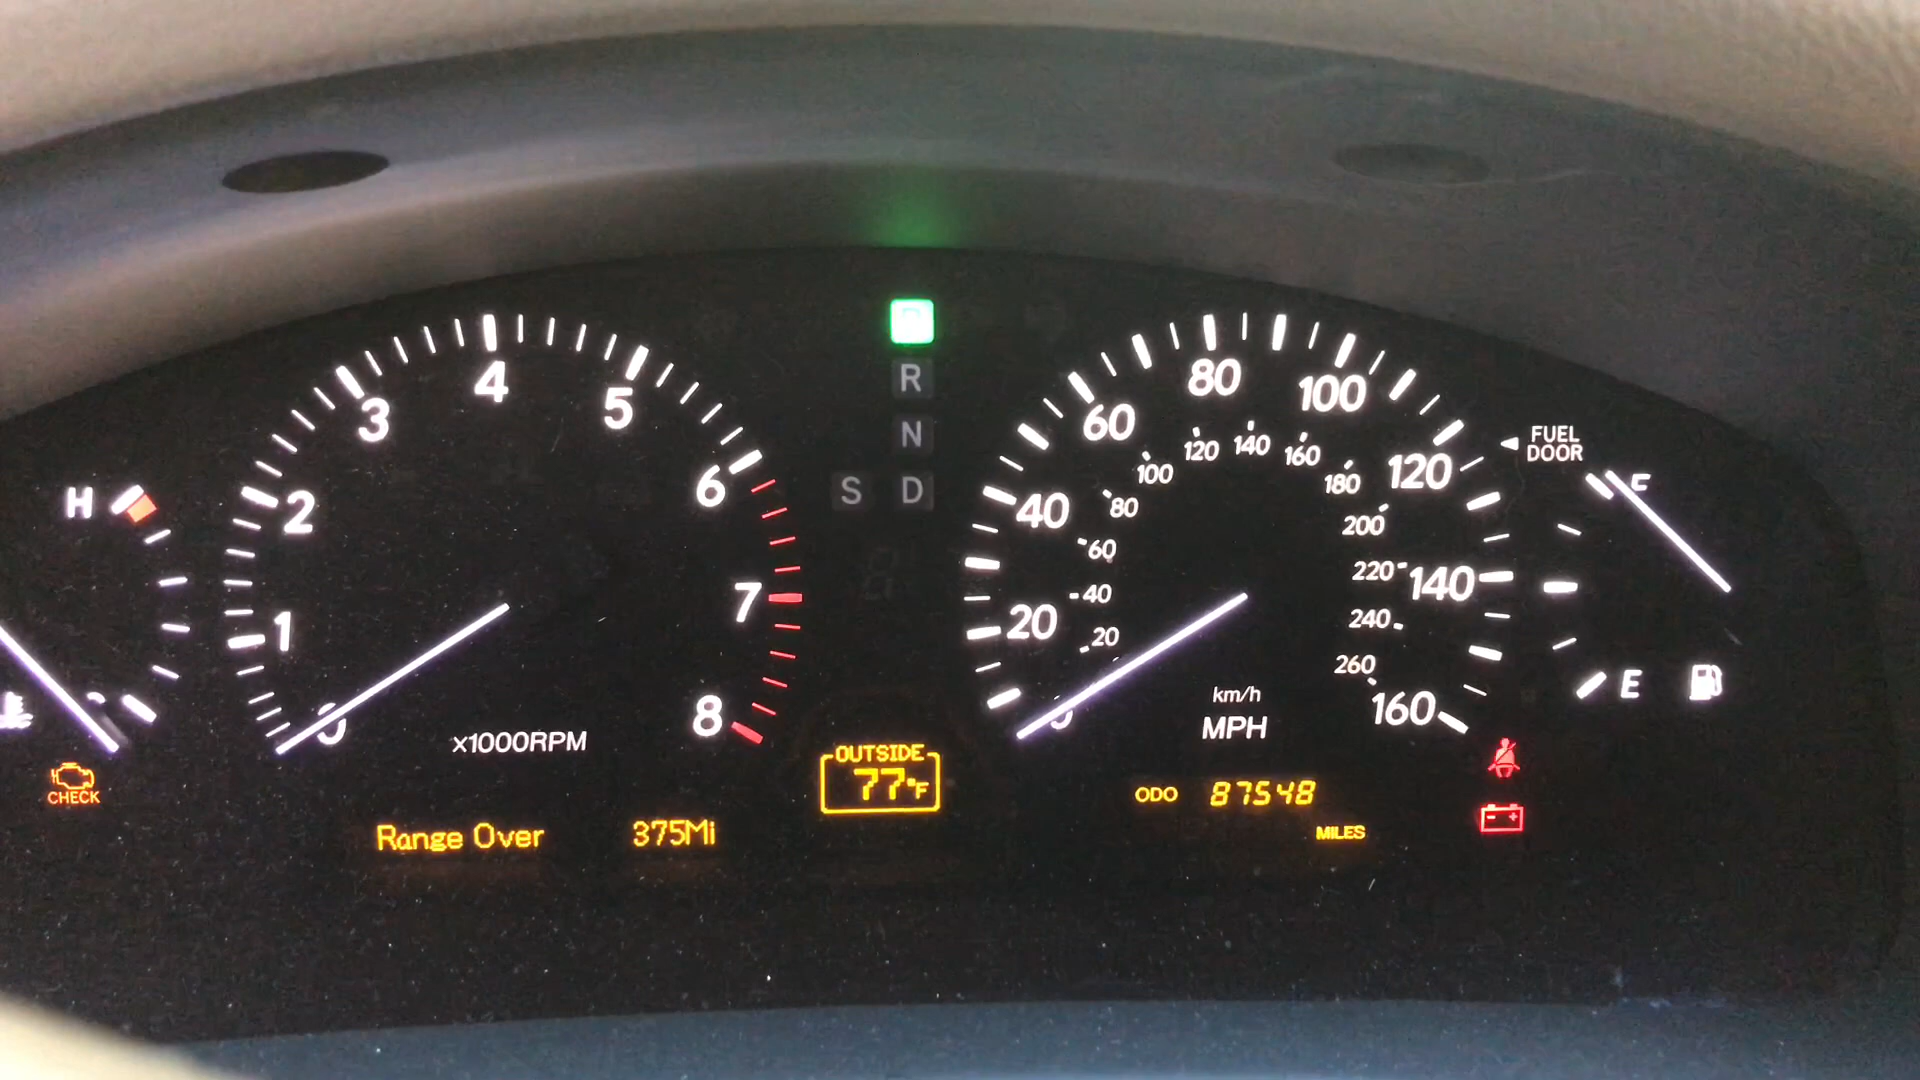 H
CHECK
0
1
2
3
4
5
6
7
8
x1000RPM
Range Over 375Mi
P
R
N
S D
OUTSIDE
77°F
0
20
40
60
80
100
120
140
160
20
40
60
80
100
120
140
160
180
200
220
240
260
km/h
MPH
ODO 87548
MILES
FUEL
DOOR
F
E